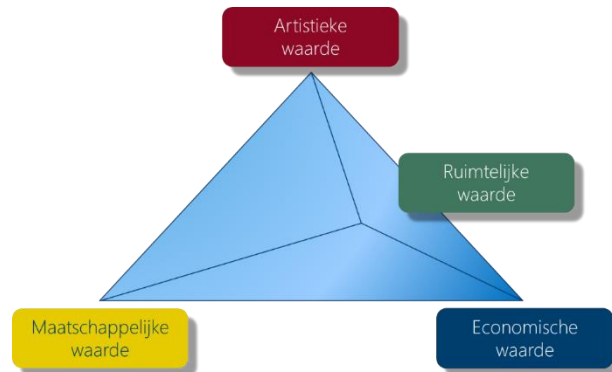 Artistieke
waarde
Ruimtelijke
waarde
Maatschappelijke
waarde
Economische
waarde